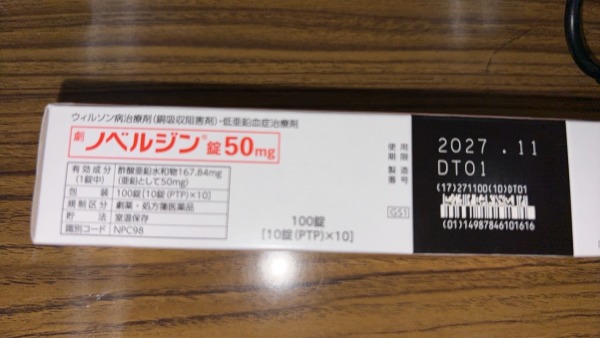 ウィルソン病治療剤(銅吸収阻害剤)・低亜鉛血症治療剤
劇 ノベルジン®錠50mg
有効成分(1錠中) 酢酸亜鉛水和物167.84mg(亜鉛として50mg)
包装 100錠[10錠(PTP)×10]
規制区分 劇薬・処方箋医薬品
貯法 室温保存
識別コード NPC98
100錠
[10錠(PTP)×10]
使用期限 2027.11
製造番号 DT01
GS1
(17)271100(10)DT01
(01)14987846101616